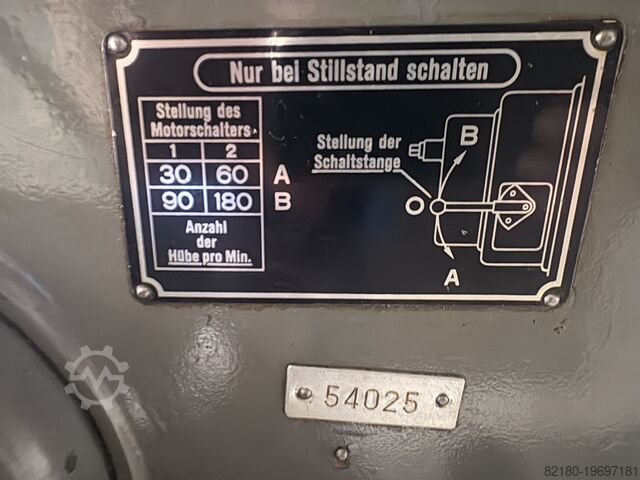 Nur bei Stillstand schalten
Stellung des
Motorschalters
1 2
30 60 A
90 180 B
Anzahl
der
Hübe pro Min.
Stellung der
Schaltstange
B
O
A
54025
82180-19697181